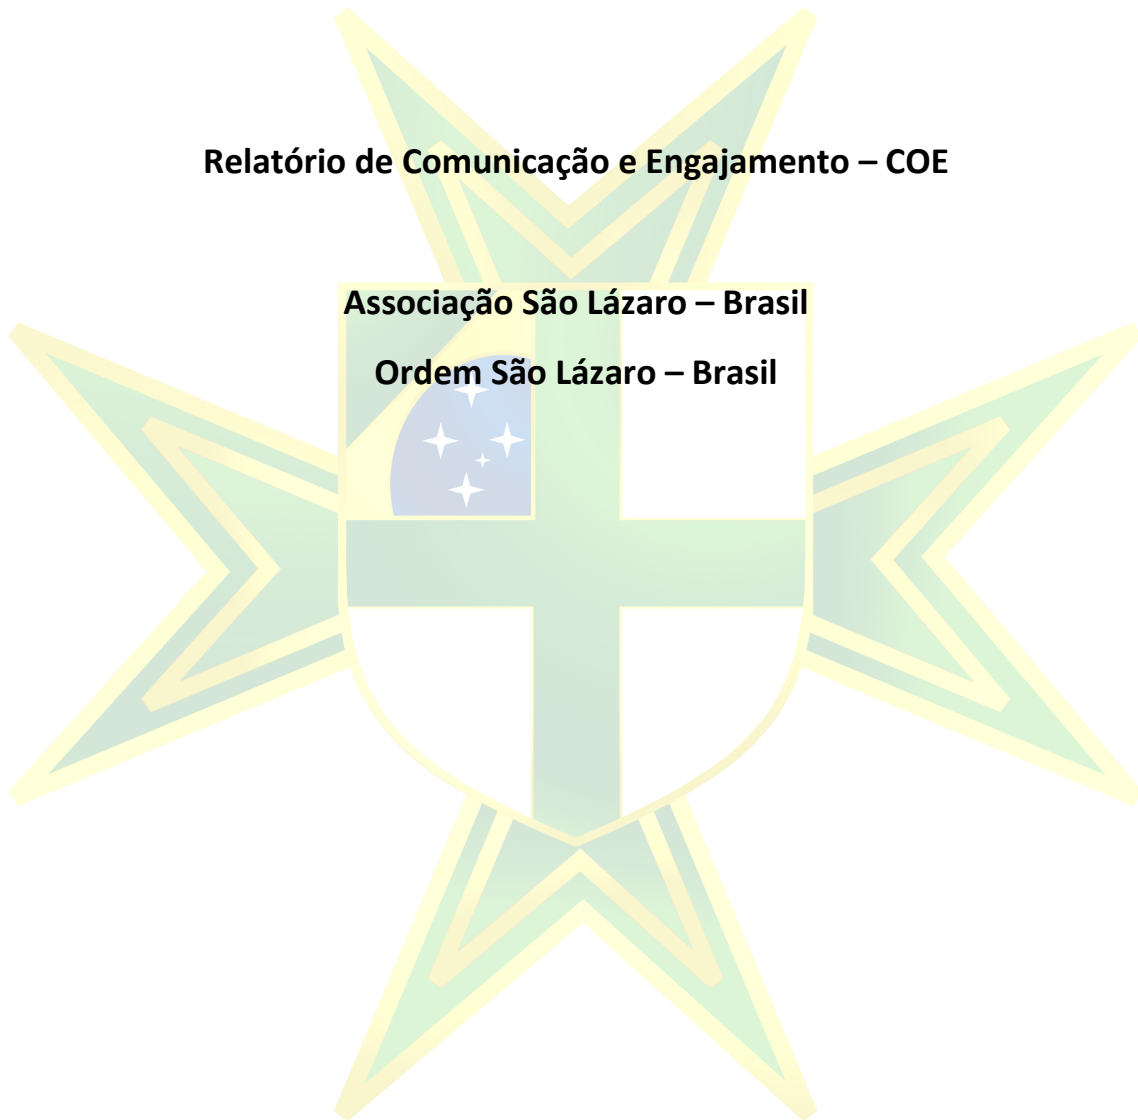 Relatório de Comunicação e Engajamento – COE
Associação São Lázaro – Brasil
Ordem São Lázaro – Brasil